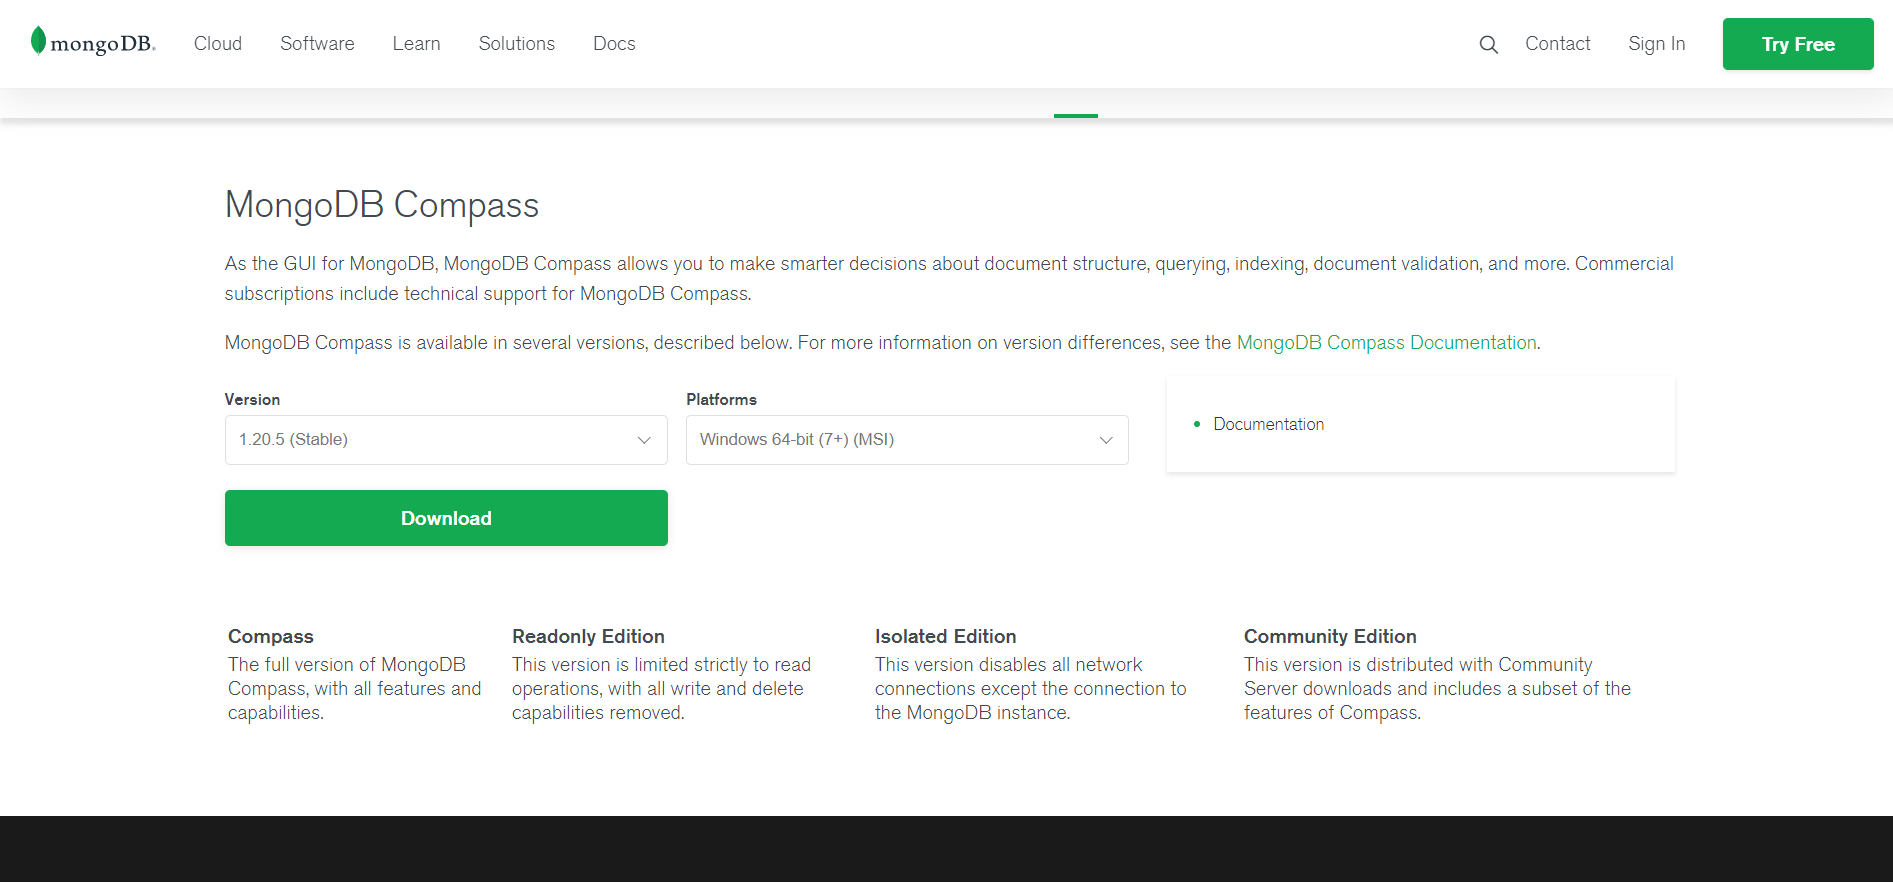 mongoDB®
Cloud
Software
Learn
Solutions
Docs
Contact
Sign In
Try Free
MongoDB Compass
As the GUI for MongoDB, MongoDB Compass allows you to make smarter decisions about document structure, querying, indexing, document validation, and more. Commercial
subscriptions include technical support for MongoDB Compass.
MongoDB Compass is available in several versions, described below. For more information on version differences, see the MongoDB Compass Documentation.
Version
1.20.5 (Stable)
Platforms
Windows 64-bit (7+) (MSI)
Documentation
Download
Compass
The full version of MongoDB
Compass, with all features and
capabilities.
Readonly Edition
This version is limited strictly to read
operations, with all write and delete
capabilities removed.
Isolated Edition
This version disables all network
connections except the connection to
the MongoDB instance.
Community Edition
This version is distributed with Community
Server downloads and includes a subset of the
features of Compass.